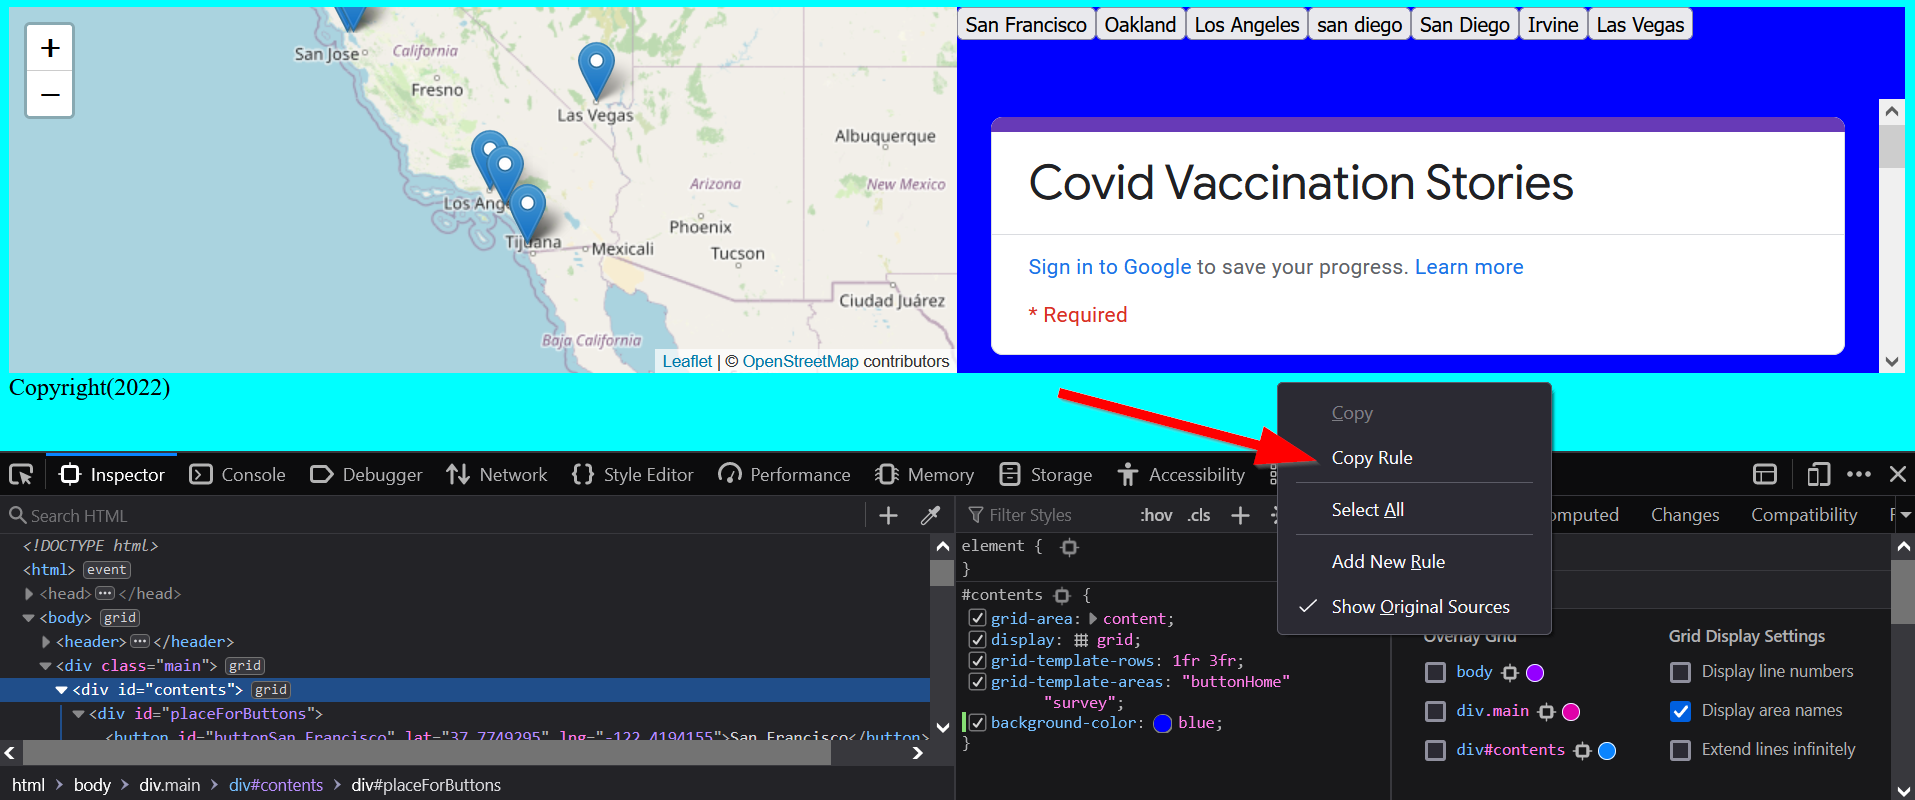 +
−
San Jose
California
Fresno
Las Vegas
Albuquerque
Arizona
New Mexico
Los Ange
Phoenix
Tijuana
Mexicali
Tucson
Ciudad Juárez
Baja California
Leaflet | © OpenStreetMap contributors
San Francisco Oakland Los Angeles san diego San Diego Irvine Las Vegas
Covid Vaccination Stories
Sign in to Google to save your progress. Learn more
* Required
Copyright(2022)
Copy
Copy Rule
Select All
Add New Rule
Show Original Sources
Inspector Console Debugger Network Style Editor Performance Memory Storage Accessibility
Search HTML
<!DOCTYPE html>
<html> event
<head> </head>
<body> grid
<header> </header>
<div class="main"> grid
<div id="contents"> grid
<div id="placeForButtons">
<button id="buttonSan Francisco" lat="37.7749295" lng="-122.4194155">San Francisco</button>
html > body > div.main > div#contents > div#placeForButtons
Filter Styles :hov .cls +
element {
}
#contents {
grid-area: content;
display: grid;
grid-template-rows: 1fr 3fr;
grid-template-areas: "buttonHome"
"survey";
background-color: blue;
}
omputed Changes Compatibility
Overlay Grid
body
div.main
div#contents
Grid Display Settings
Display line numbers
Display area names
Extend lines infinitely